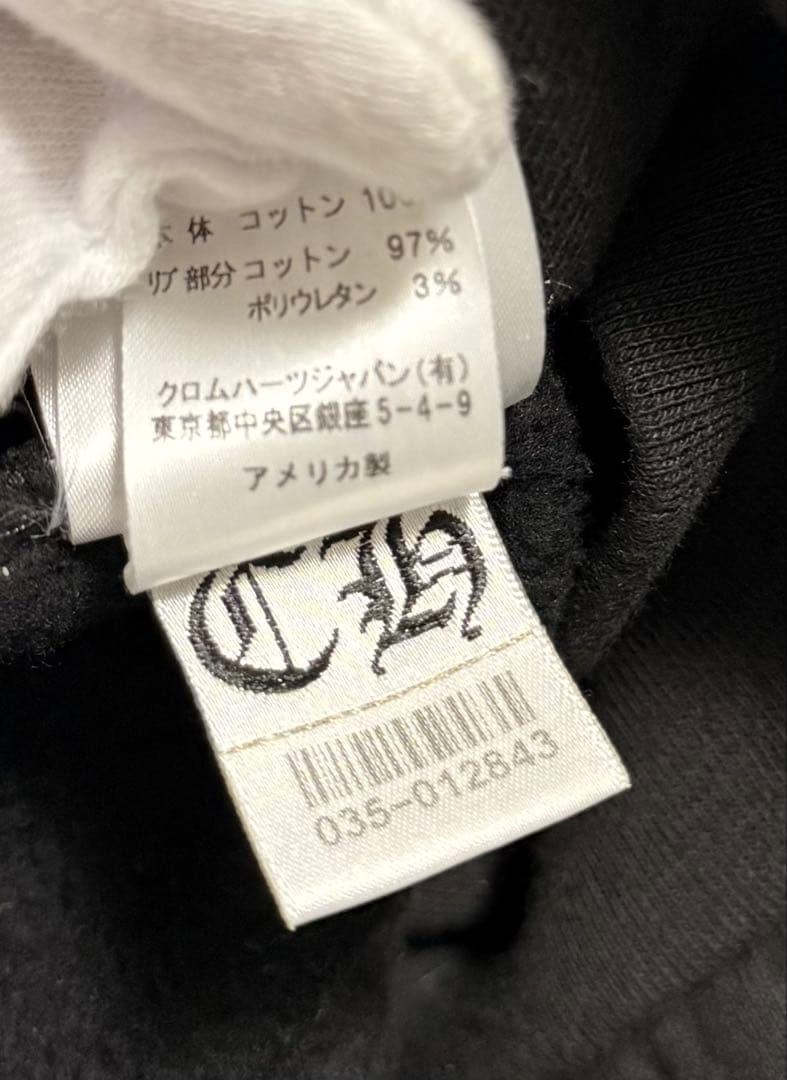 本体 コットン 100
リブ部分コットン 97%
ポリウレタン 3%
クロムハーツジャパン(有)
東京都中央区銀座5-4-9
アメリカ製
CH
035-012843